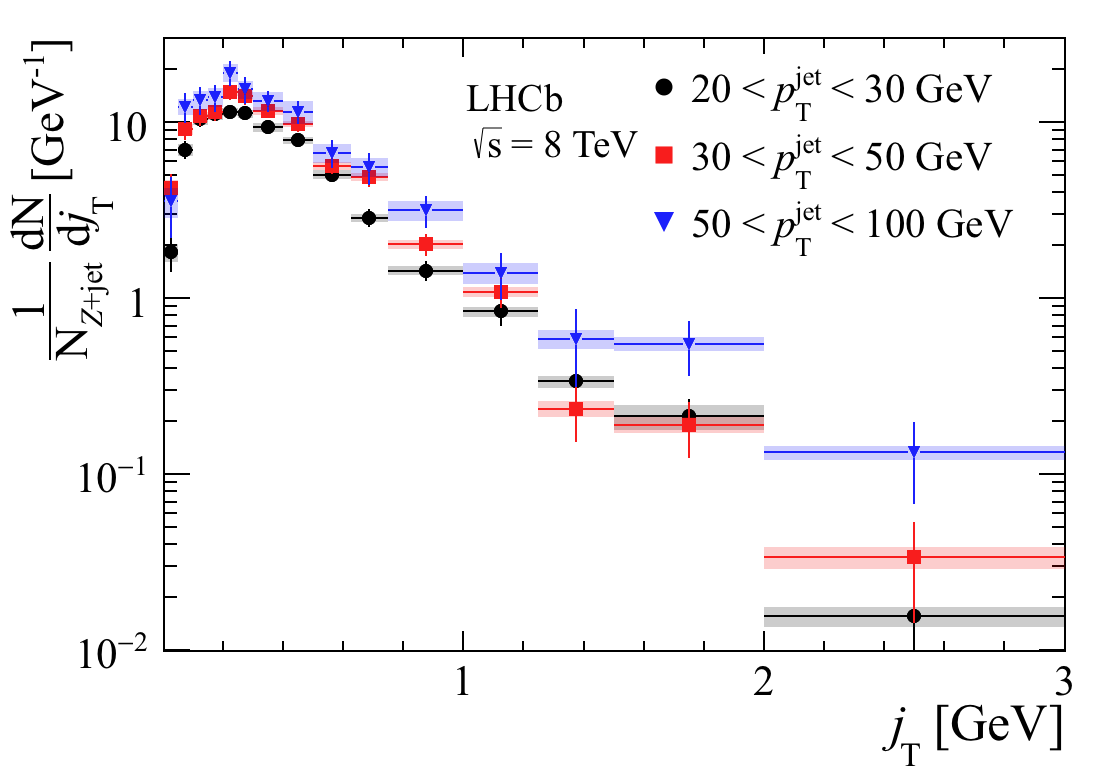 1/N_{Z+jet} dN/dj_T [GeV⁻¹]
LHCb
√s = 8 TeV
20 < p_T^jet < 30 GeV
30 < p_T^jet < 50 GeV
50 < p_T^jet < 100 GeV
10
1
10⁻¹
10⁻²
1 2 3
j_T [GeV]